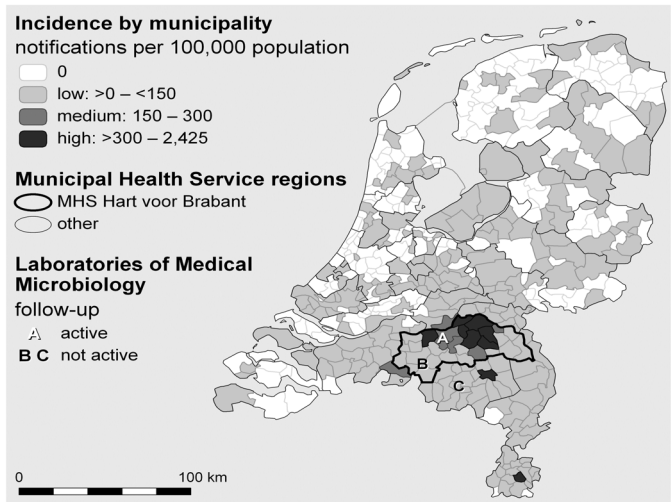 Incidence by municipality
notifications per 100,000 population
0
low: >0 – <150
medium: 150 – 300
high: >300 – 2,425
Municipal Health Service regions
MHS Hart voor Brabant
other
Laboratories of Medical
Microbiology
follow-up
A active
B C not active
A
B
C
0 100 km